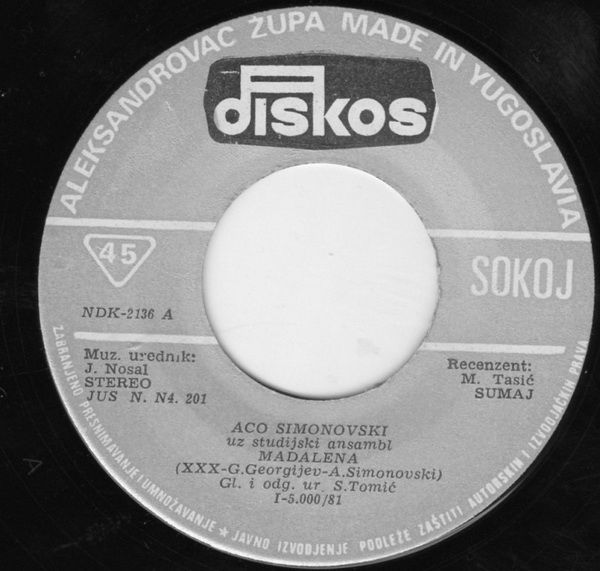 ALEKSANDROVAC ŽUPA MADE IN YUGOSLAVIA
diskos
45
SOKOJ
NDK-2136 A
Muz. urednik:
J. Nosal
STEREO
JUS N. N4. 201
Recenzent:
M. Tasić
SUMAJ
ACO SIMONOVSKI
uz studijski ansambl
MADALENA
(XXX-G.Georgijev-A.Simonovski)
Gl. i odg. ur. S.Tomić
I-5.000/81
ZABRANJENO PRESNIMAVANJE I UMNOŽAVANJE ★ JAVNO IZVODJENJE PODLEŽE ZAŠTITI AUTORSKIH I IZVODJAČKIH PRAVA